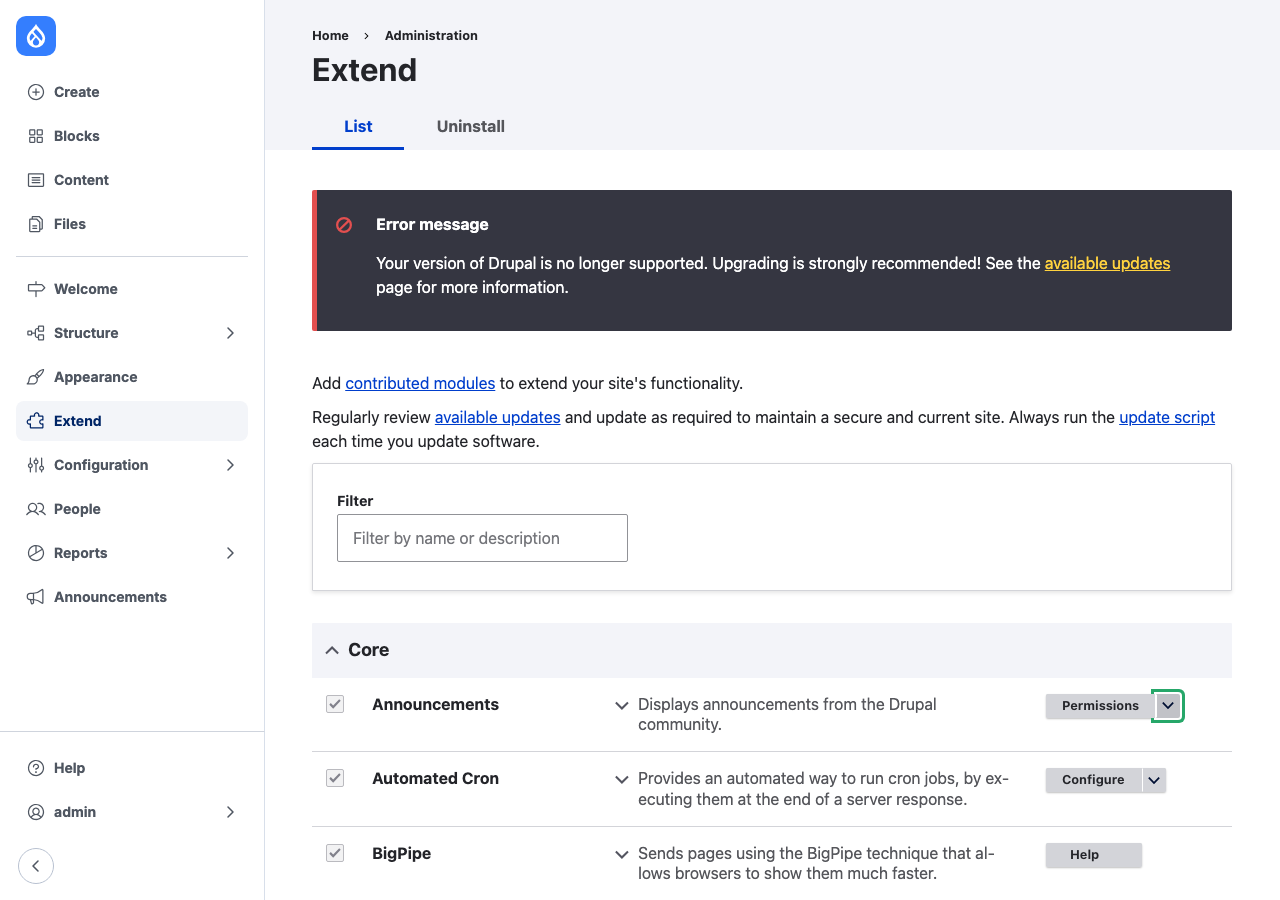 Create
Blocks
Content
Files
Welcome
Structure
Appearance
Extend
Configuration
People
Reports
Announcements
Help
admin
Home › Administration
Extend
List Uninstall
Error message
Your version of Drupal is no longer supported. Upgrading is strongly recommended! See the available updates
page for more information.
Add contributed modules to extend your site's functionality.
Regularly review available updates and update as required to maintain a secure and current site. Always run the update script
each time you update software.
Filter
Filter by name or description
Core
Announcements
Displays announcements from the Drupal
community.
Permissions
Automated Cron
Provides an automated way to run cron jobs, by ex-
ecuting them at the end of a server response.
Configure
BigPipe
Sends pages using the BigPipe technique that al-
lows browsers to show them much faster.
Help